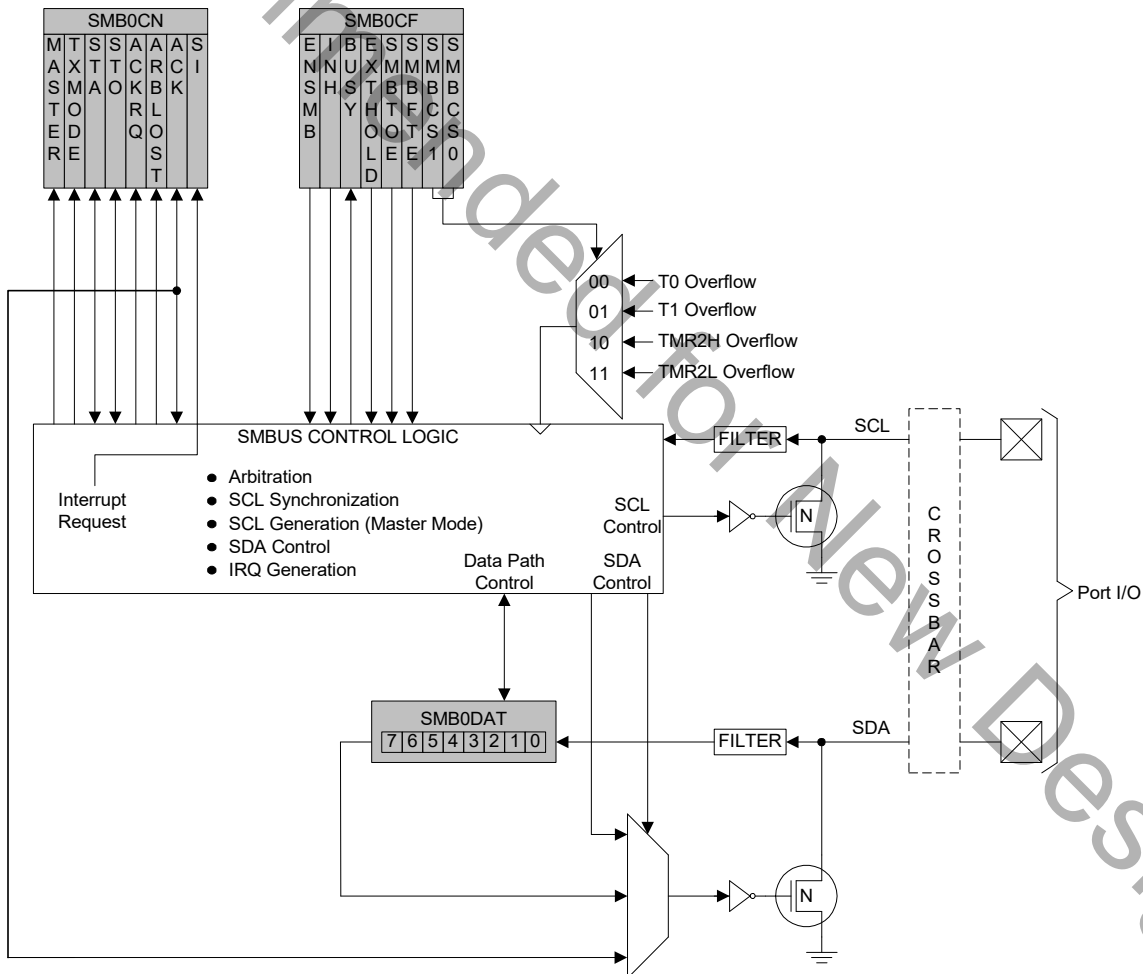 SMB0CN
MASTER
TXMODE
STA
STO
ACKRQ
ARBLOST
ACK
SI
SMB0CF
ENSMB
INH
BUSY
EXTHOLD
SMBTOE
SMBFTE
SMBCS1
SMBCS0
00
01
10
11
T0 Overflow
T1 Overflow
TMR2H Overflow
TMR2L Overflow
SMBUS CONTROL LOGIC
● Arbitration
● SCL Synchronization
● SCL Generation (Master Mode)
● SDA Control
● IRQ Generation
Interrupt
Request
SCL
Control
Data Path
Control
SDA
Control
FILTER
SCL
N
CROSSBAR
Port I/O
SMB0DAT
7 6 5 4 3 2 1 0
FILTER
SDA
N
mmended for New Des